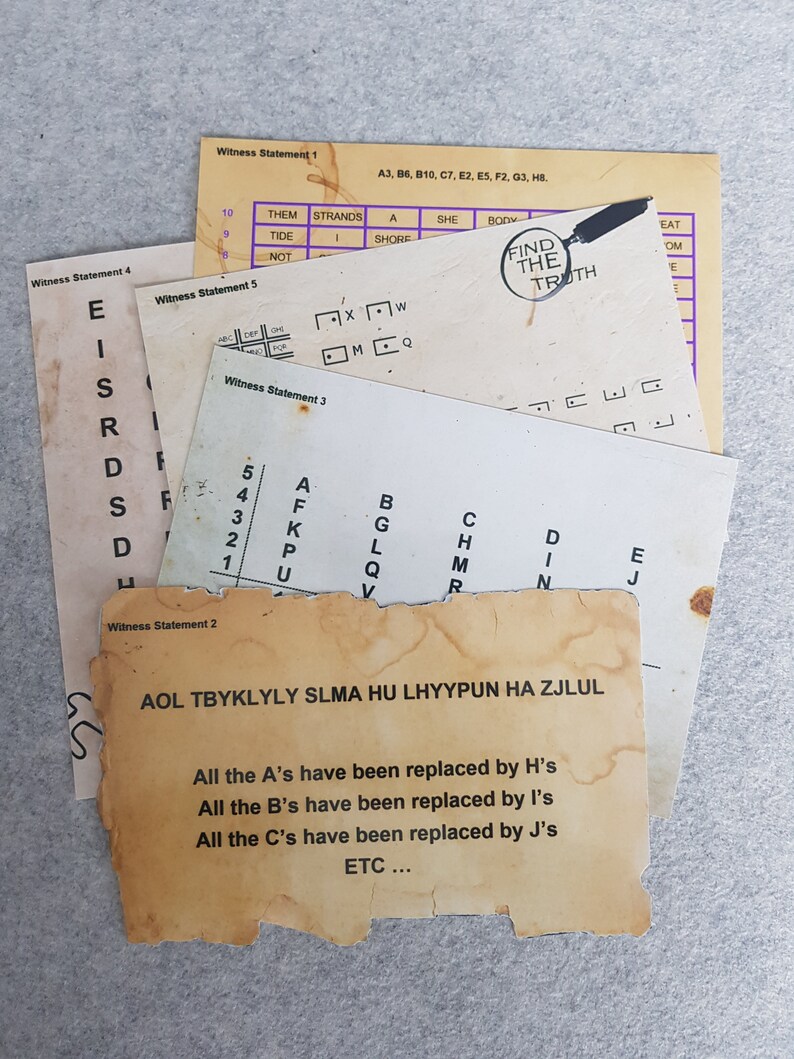 Witness Statement 1
A3, B6, B10, C7, E2, E5, F2, G3, H8.
10 THEM STRANDS A SHE BODY
9 TIDE I SHORE
8 NOT
Witness Statement 4
E
I
S
R
D
S
D
H
Witness Statement 5
FIND
THE
TRUTH
X W
ABC DEF GHI
MNO PQR
M Q
Witness Statement 3
5 A B C D E
4 F G H I J
3 K L M N
2 P Q R
1 U V
Witness Statement 2
AOL TBYKLYLY SLMA HU LHYYPUN HA ZJLUL
All the A’s have been replaced by H’s
All the B’s have been replaced by I’s
All the C’s have been replaced by J’s
ETC …